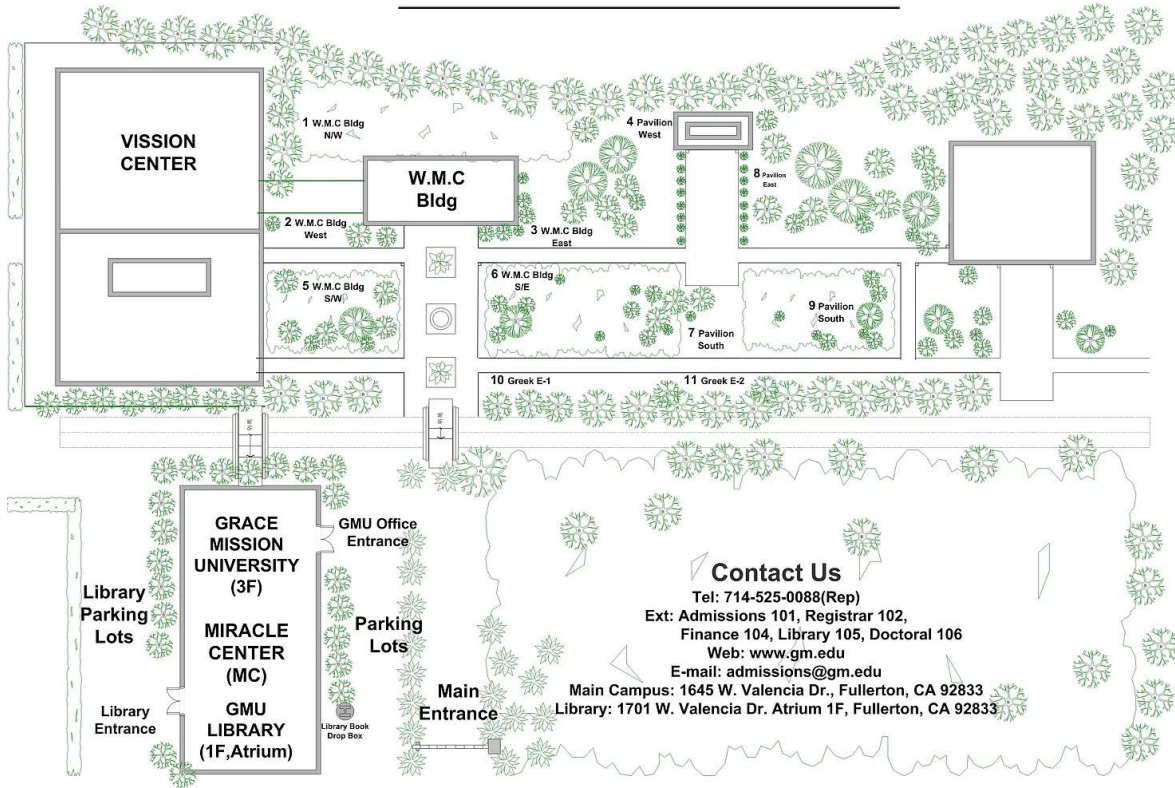 VISSION
CENTER
1 W.M.C Bldg
N/W
W.M.C
Bldg
4 Pavilion
West
8 Pavilion
East
2 W.M.C Bldg
West
3 W.M.C Bldg
East
5 W.M.C Bldg
S/W
6 W.M.C Bldg
S/E
7 Pavilion
South
9 Pavilion
South
10 Greek E-1
11 Greek E-2
GRACE
MISSION
UNIVERSITY
(3F)
MIRACLE
CENTER
(MC)
GMU
LIBRARY
(1F,Atrium)
GMU Office
Entrance
Library
Parking
Lots
Parking
Lots
Library
Entrance
Library Book
Drop Box
Main
Entrance
Contact Us
Tel: 714-525-0088(Rep)
Ext: Admissions 101, Registrar 102,
Finance 104, Library 105, Doctoral 106
Web: www.gm.edu
E-mail: admissions@gm.edu
Main Campus: 1645 W. Valencia Dr., Fullerton, CA 92833
Library: 1701 W. Valencia Dr. Atrium 1F, Fullerton, CA 92833